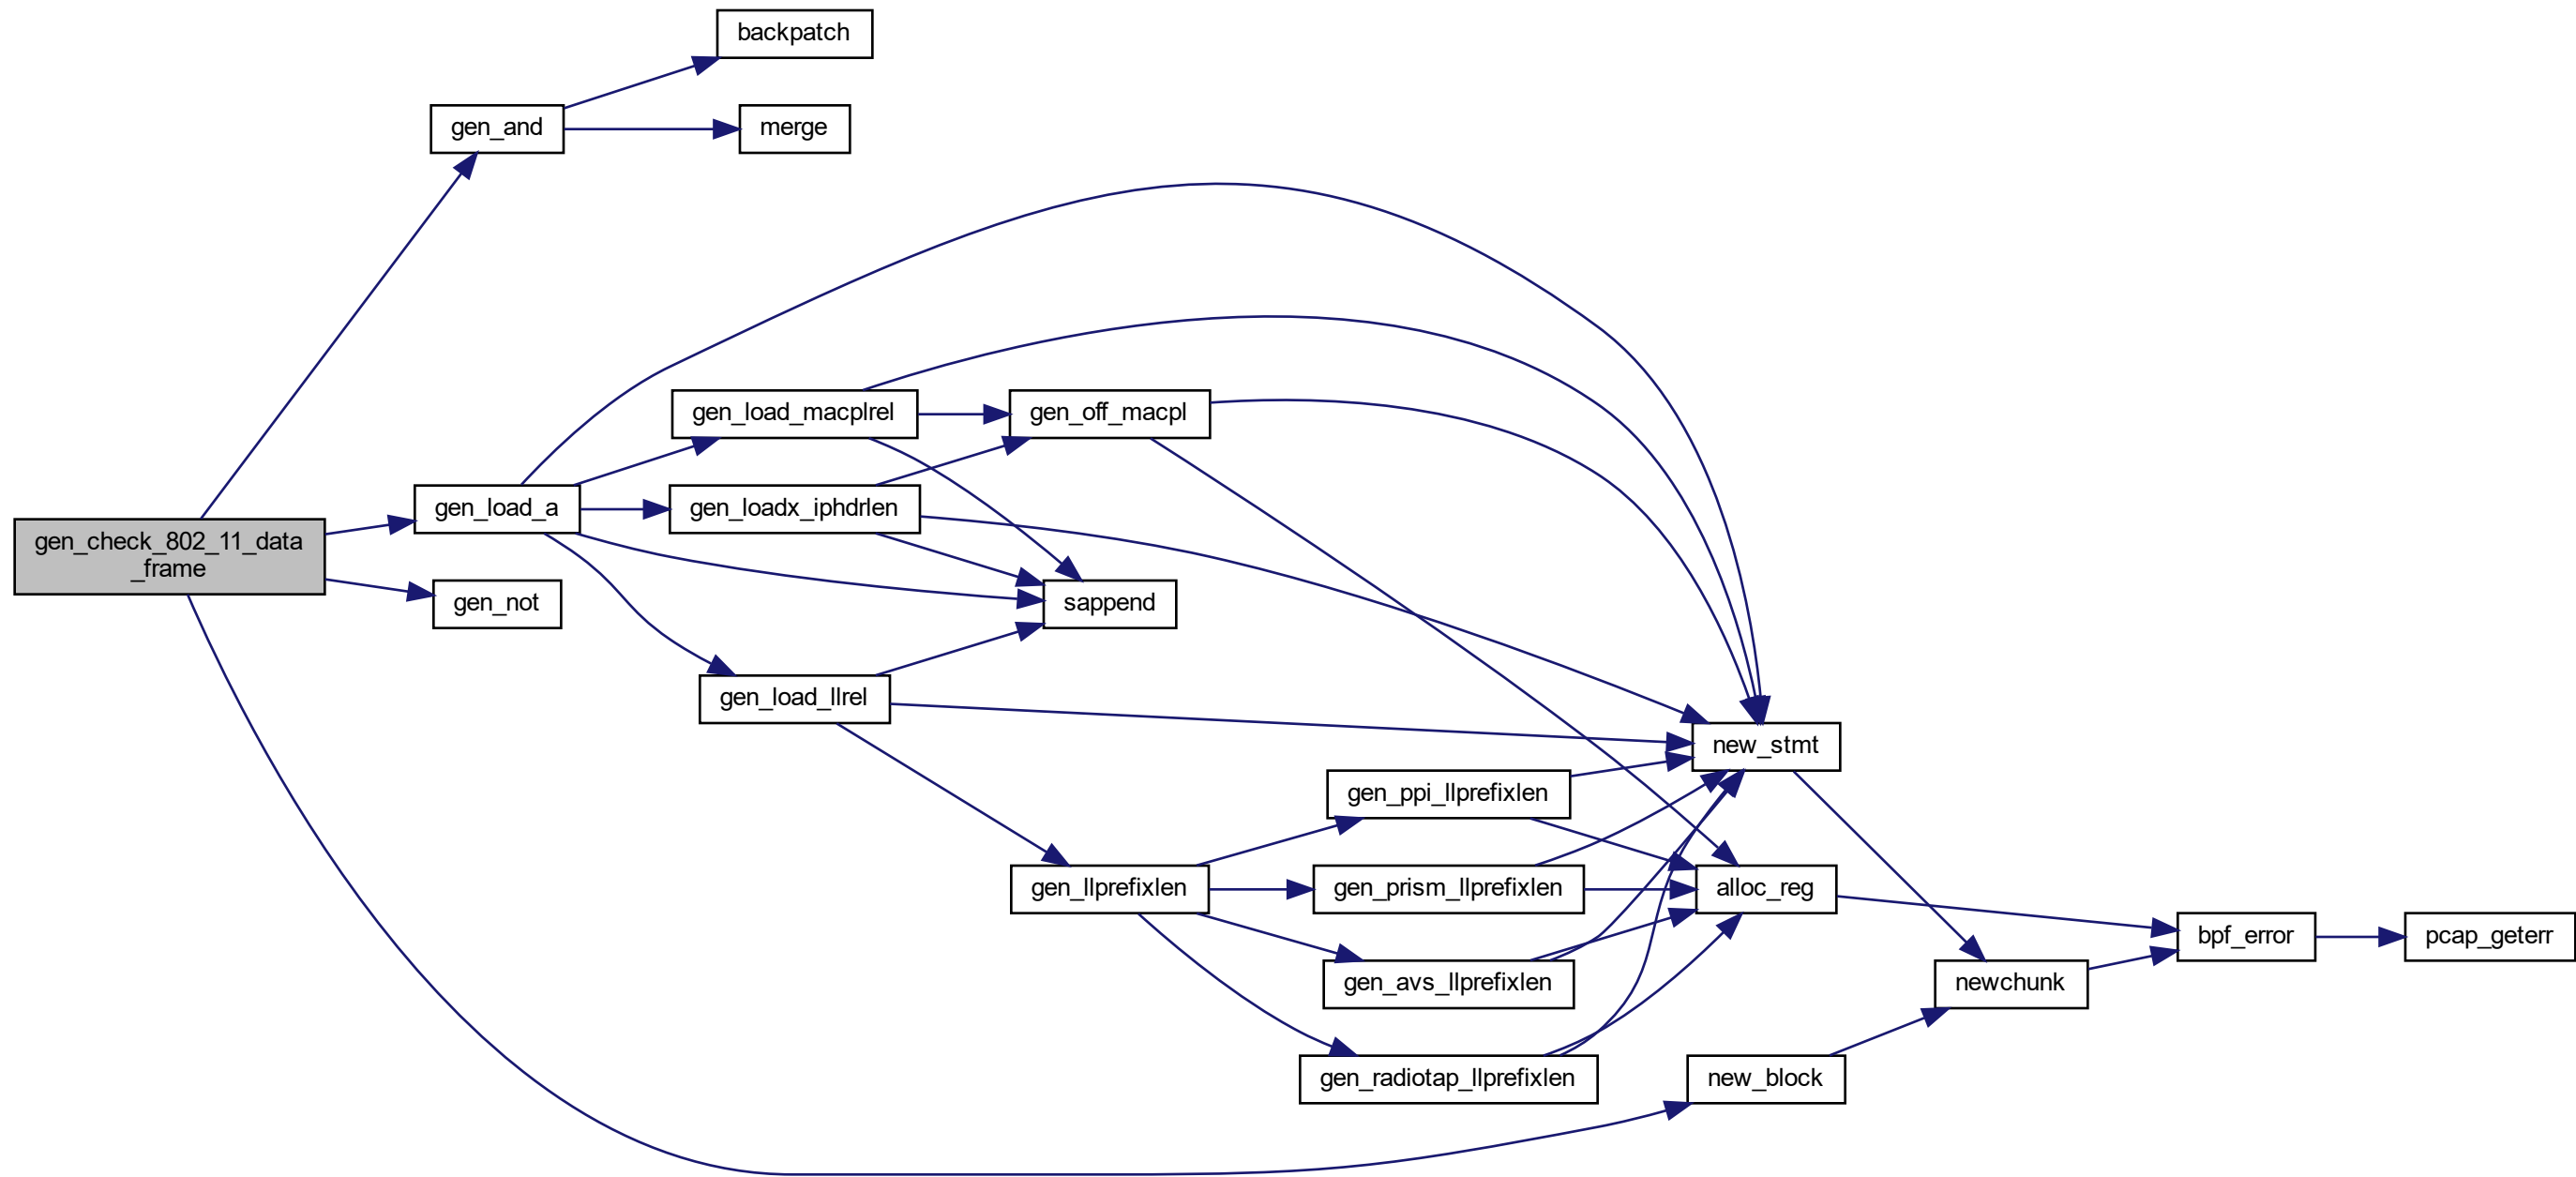 backpatch
gen_and
merge
gen_load_macplrel
gen_off_macpl
gen_load_a
gen_loadx_iphdrlen
gen_check_802_11_data
_frame
gen_not
sappend
gen_load_llrel
new_stmt
gen_ppi_llprefixlen
gen_llprefixlen
gen_prism_llprefixlen
alloc_reg
bpf_error
pcap_geterr
gen_avs_llprefixlen
newchunk
gen_radiotap_llprefixlen
new_block